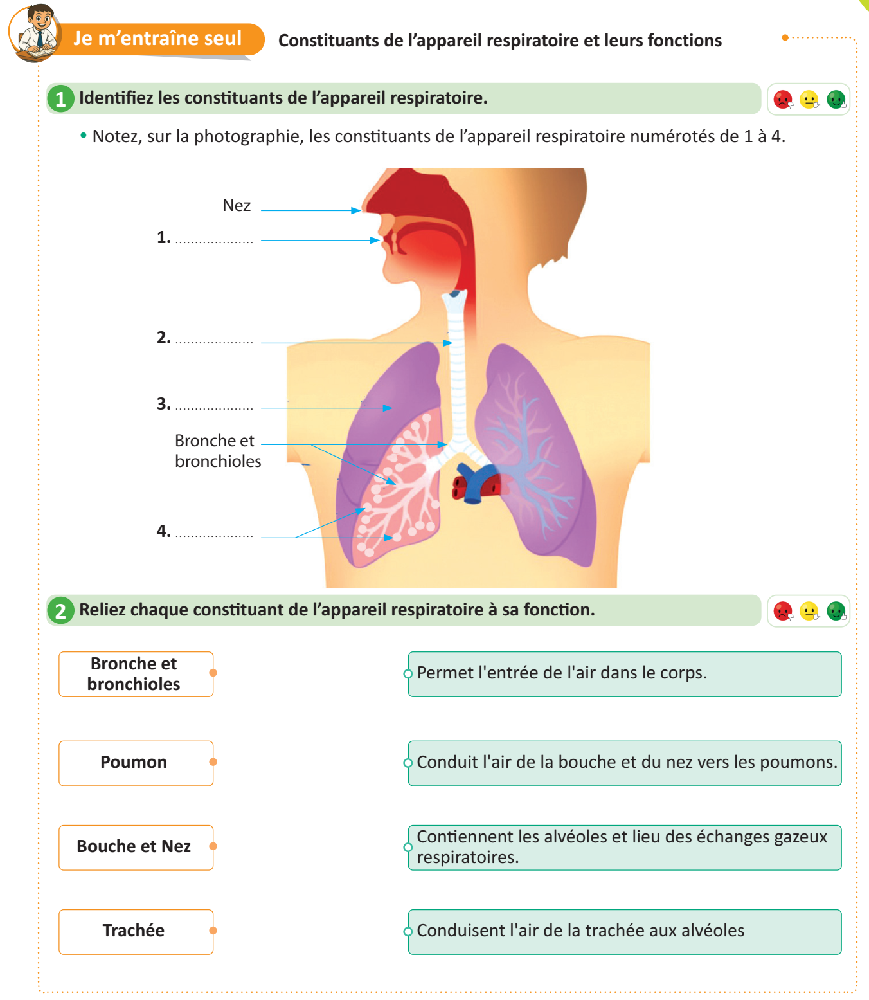 Je m'entraîne seul
Constituants de l'appareil respiratoire et leurs fonctions
1 Identifiez les constituants de l'appareil respiratoire.
• Notez, sur la photographie, les constituants de l'appareil respiratoire numérotés de 1 à 4.
Nez
1. ....................
2. ....................
3. ....................
Bronche et
bronchioles
4. ....................
2 Reliez chaque constituant de l'appareil respiratoire à sa fonction.
Bronche et
bronchioles
Permet l'entrée de l'air dans le corps.
Poumon
Conduit l'air de la bouche et du nez vers les poumons.
Bouche et Nez
Contiennent les alvéoles et lieu des échanges gazeux
respiratoires.
Trachée
Conduisent l'air de la trachée aux alvéoles